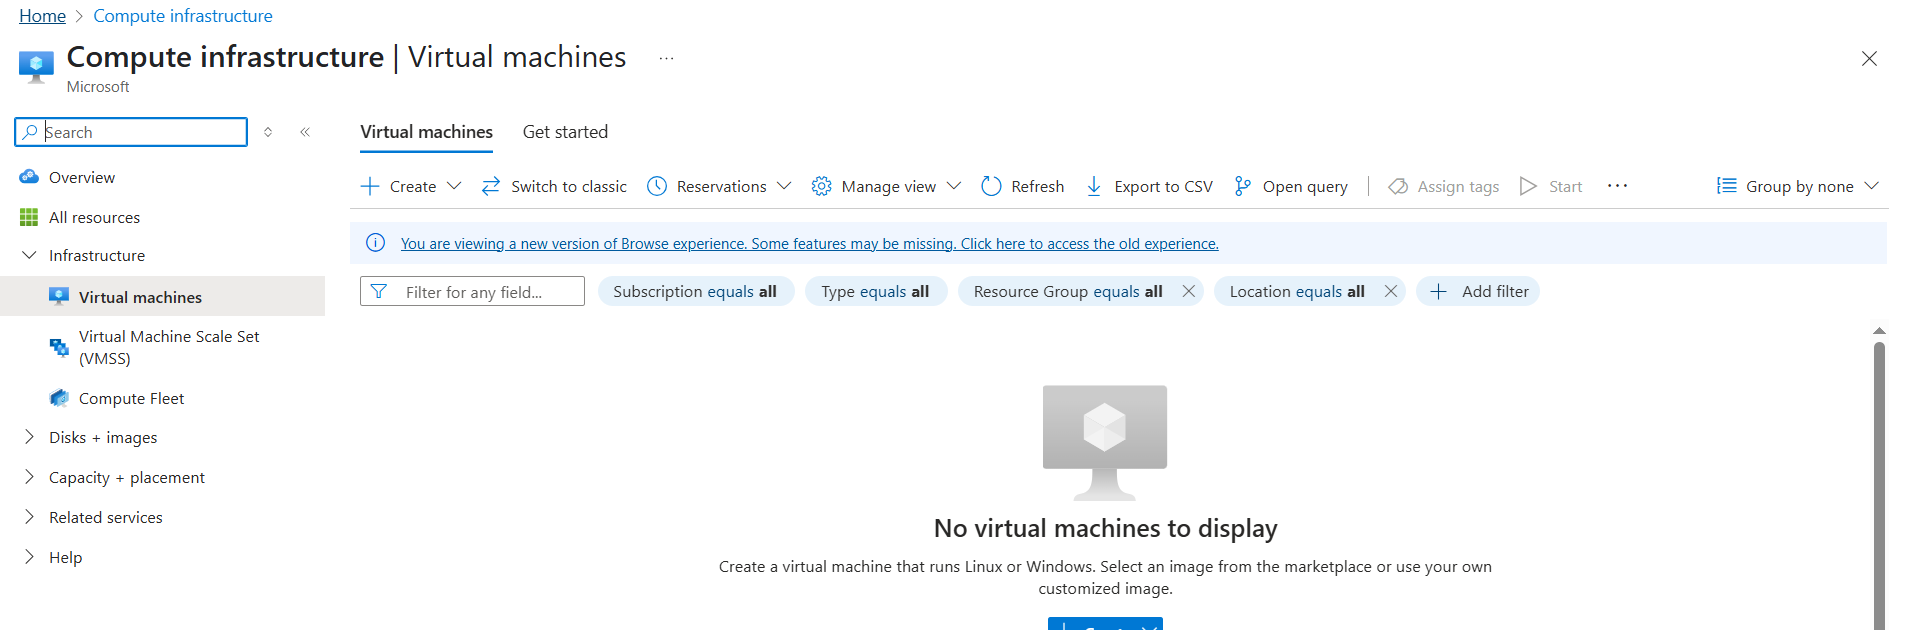 Home > Compute infrastructure
Compute infrastructure | Virtual machines ...
Microsoft
Search
Overview
All resources
Infrastructure
Virtual machines
Virtual Machine Scale Set
(VMSS)
Compute Fleet
Disks + images
Capacity + placement
Related services
Help
Virtual machines Get started
Create Switch to classic Reservations Manage view Refresh Export to CSV Open query Assign tags Start ... Group by none
You are viewing a new version of Browse experience. Some features may be missing. Click here to access the old experience.
Filter for any field... Subscription equals all Type equals all Resource Group equals all Location equals all Add filter
No virtual machines to display
Create a virtual machine that runs Linux or Windows. Select an image from the marketplace or use your own
customized image.